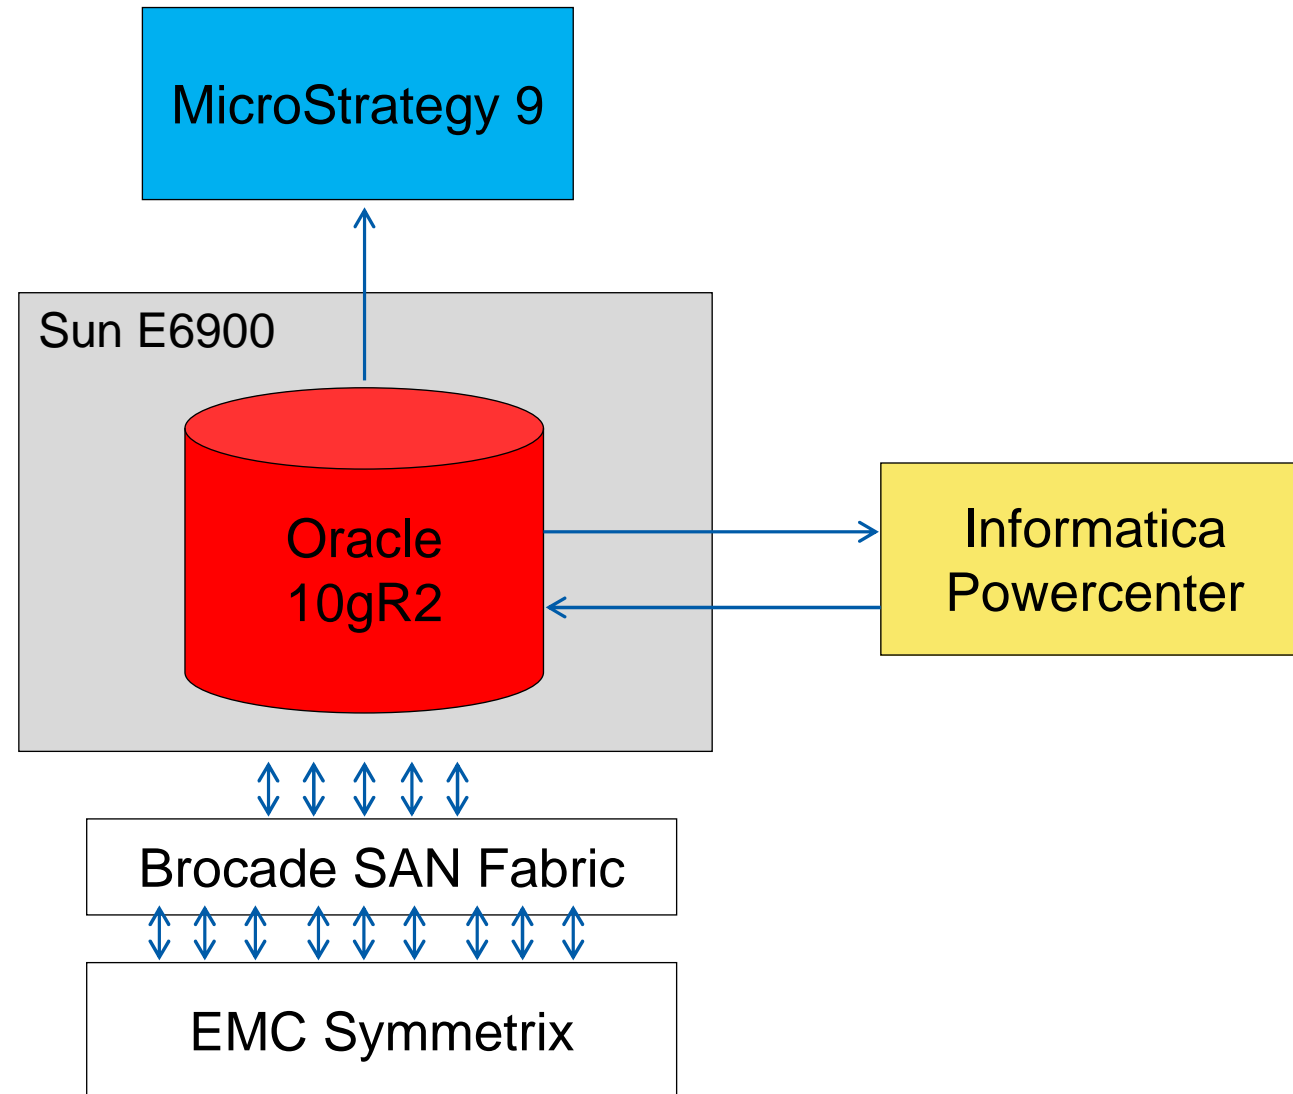 MicroStrategy 9
Sun E6900
Oracle
10gR2
Informatica
Powercenter
Brocade SAN Fabric
EMC Symmetrix